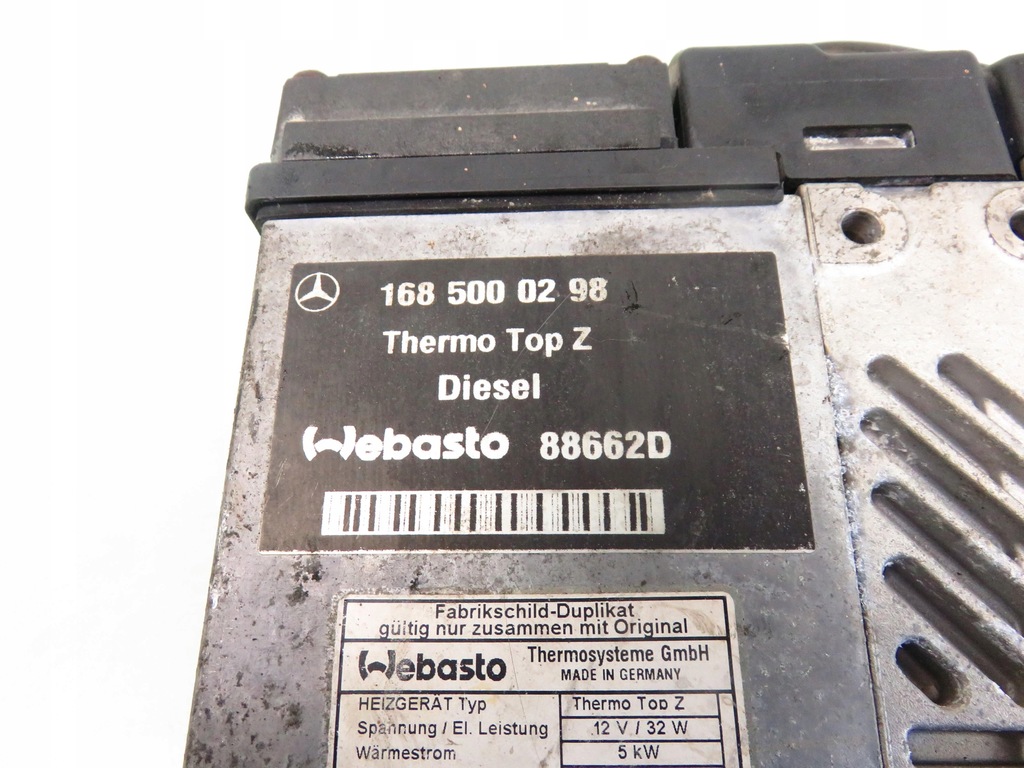 168 500 02 98
Thermo Top Z
Diesel
Webasto 88662D
Fabrikschild-Duplikat
gültig nur zusammen mit Original
Webasto Thermosysteme GmbH
MADE IN GERMANY
HEIZGERÄT Typ Thermo Top Z
Spannung / El. Leistung 12 V / 32 W
Wärmestrom 5 kW